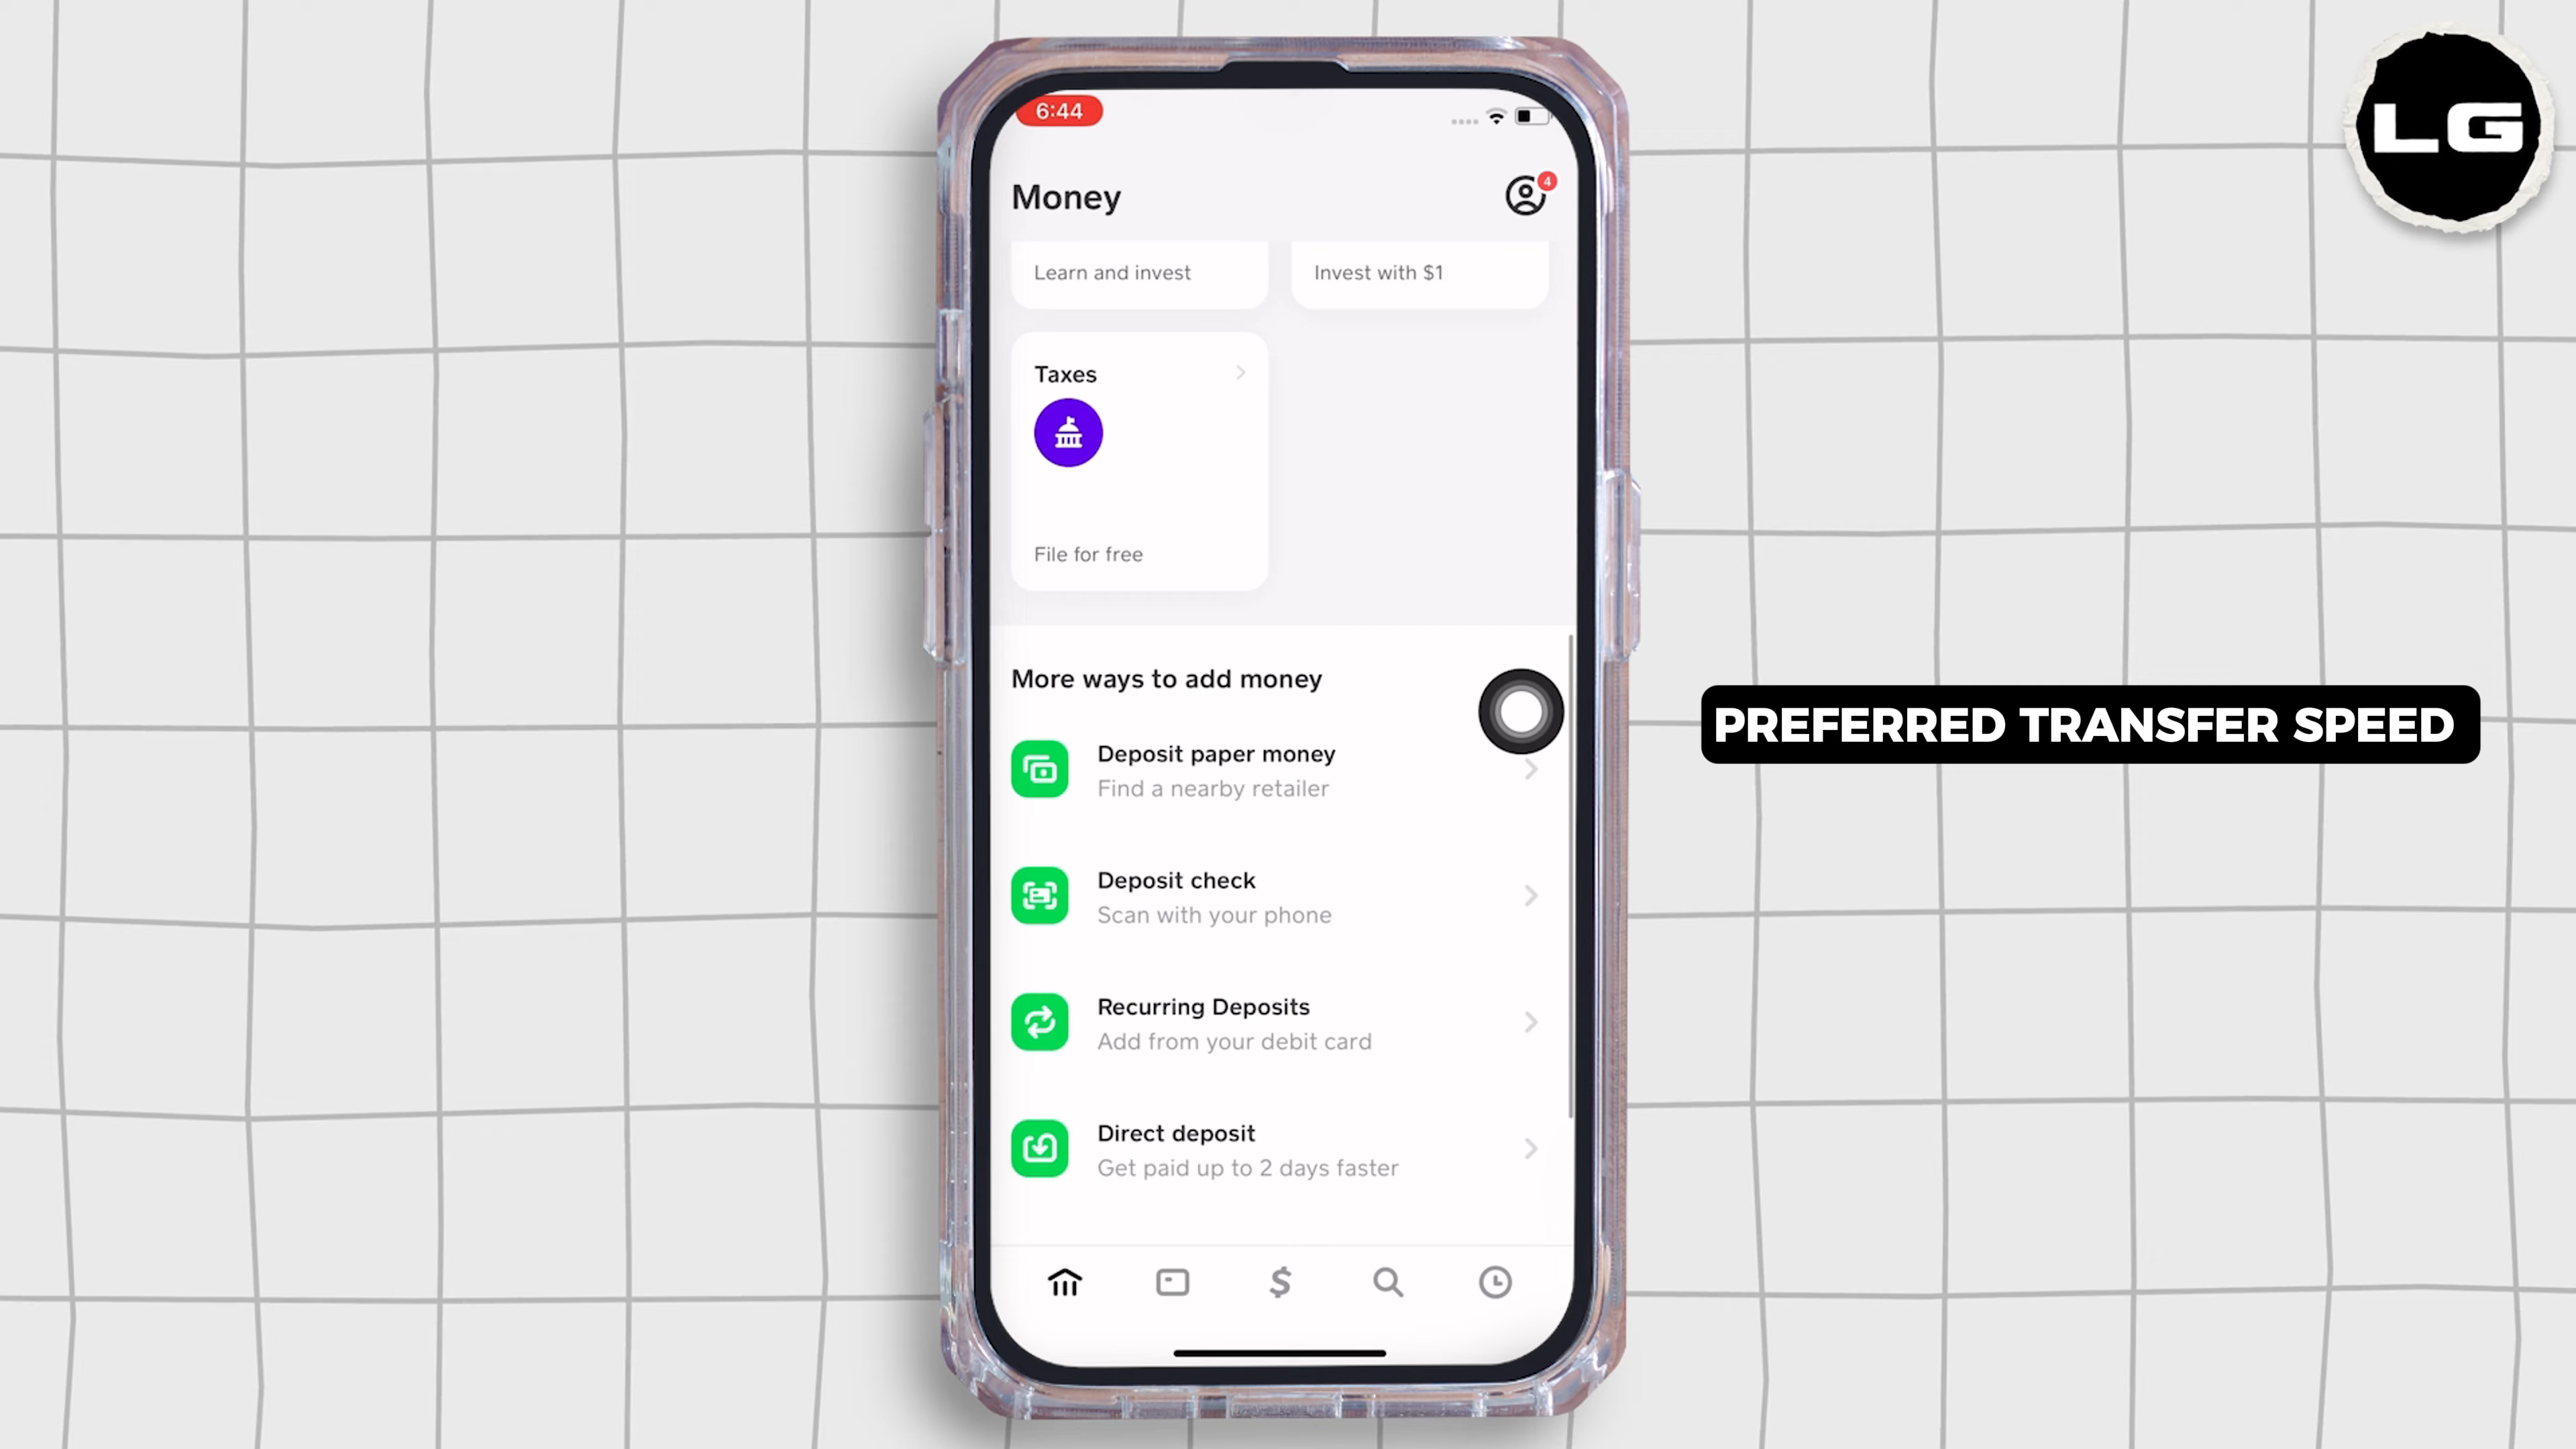 LG
6:44
Money
4
Learn and invest
Invest with $1
Taxes
File for free
More ways to add money
Deposit paper money
Find a nearby retailer
PREFERRED TRANSFER SPEED
Deposit check
Scan with your phone
Recurring Deposits
Add from your debit card
Direct deposit
Get paid up to 2 days faster
$